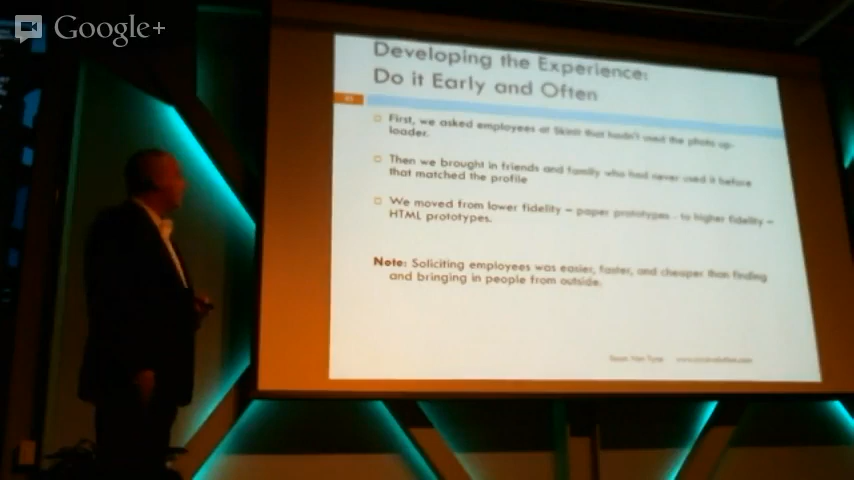 Google+
Developing the Experience:
Do it Early and Often
First, we asked employees at Skinit that hadn't used the photo up-
loader.
Then we brought in friends and family who had never used it before
that matched the profile
We moved from lower fidelity – paper prototypes - to higher fidelity –
HTML prototypes.
Note: Soliciting employees was easier, faster, and cheaper than finding
and bringing in people from outside.